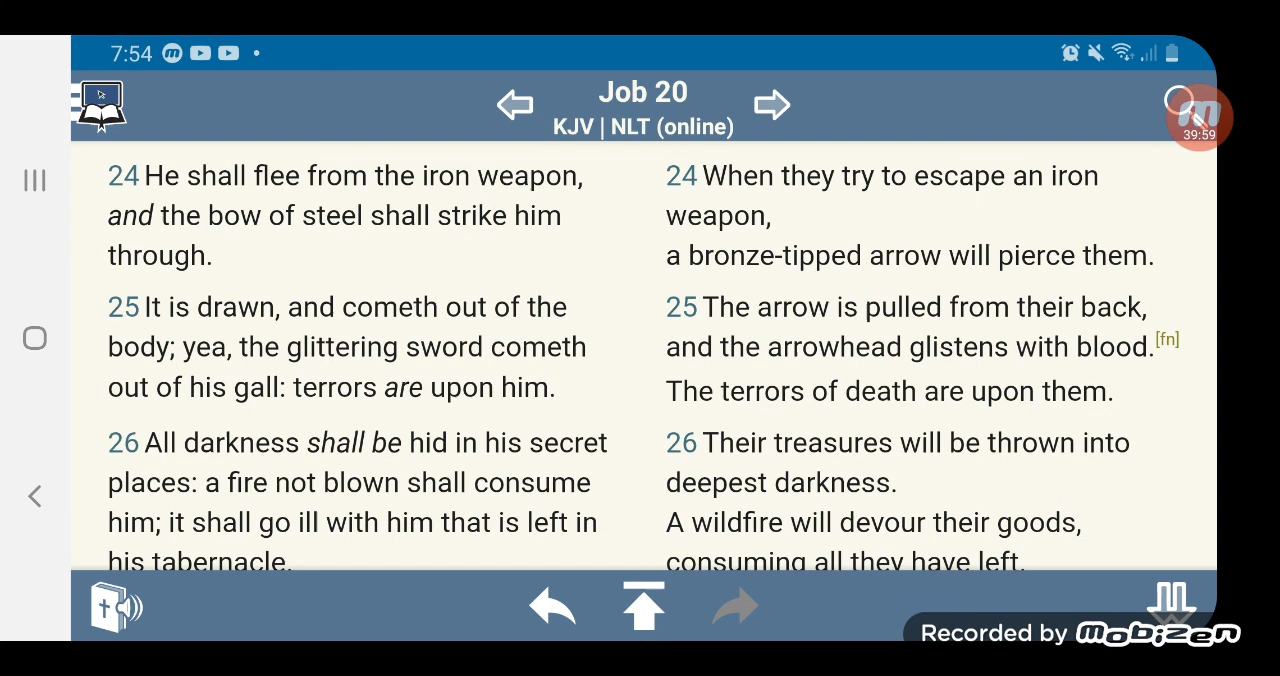 7:54
Job 20
KJV | NLT (online)
39:59
24 He shall flee from the iron weapon,
and the bow of steel shall strike him
through.
25 It is drawn, and cometh out of the
body; yea, the glittering sword cometh
out of his gall: terrors are upon him.
26 All darkness shall be hid in his secret
places: a fire not blown shall consume
him; it shall go ill with him that is left in
his tabernacle.
24 When they try to escape an iron
weapon,
a bronze-tipped arrow will pierce them.
25 The arrow is pulled from their back,
and the arrowhead glistens with blood.[fn]
The terrors of death are upon them.
26 Their treasures will be thrown into
deepest darkness.
A wildfire will devour their goods,
consuming all they have left.
Recorded by Mobizen